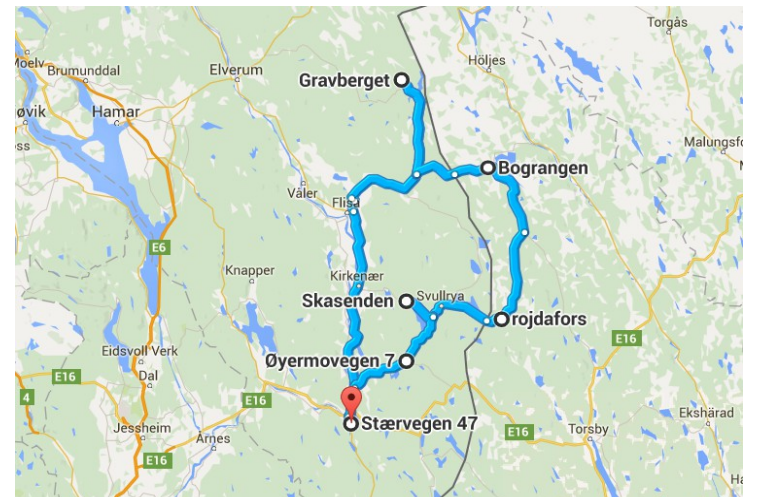 Torgås
Moelv
Brumunddal
Elverum
Höljes
Gravberget
øvik
Hamar
Malungsfo
Bograngen
Våler
Flisa
E6
Knapper
Kirkenær
Skasenden
Svullrya
rojdafors
E16
Eidsvoll Verk
Øyermovegen 7
E16
Dal
4
E16
Stærvegen 47
E16
Ekshärad
Jessheim
Årnes
Torsby
E16